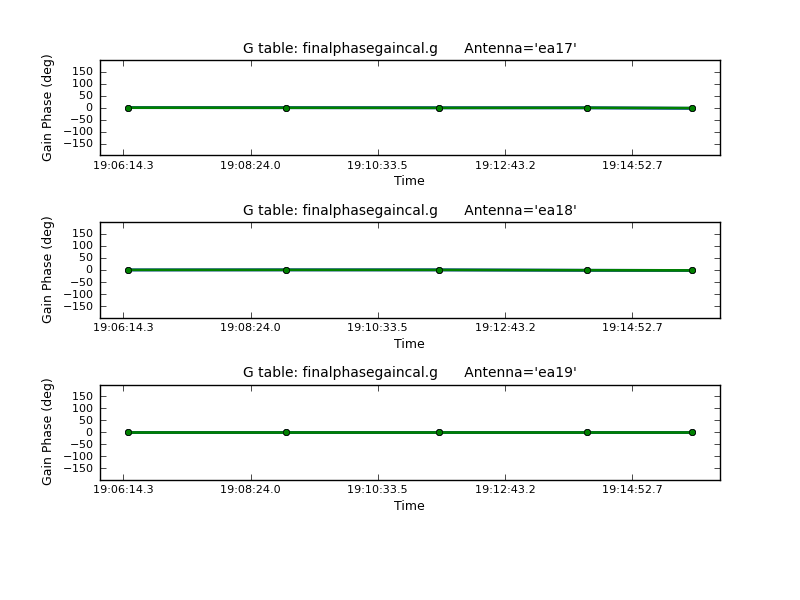 G table: finalphasegaincal.g      Antenna='ea17'
Gain Phase (deg)
150
100
50
0
−50
−100
−150
19:06:14.3 19:08:24.0 19:10:33.5 19:12:43.2 19:14:52.7
Time
G table: finalphasegaincal.g      Antenna='ea18'
Gain Phase (deg)
150
100
50
0
−50
−100
−150
19:06:14.3 19:08:24.0 19:10:33.5 19:12:43.2 19:14:52.7
Time
G table: finalphasegaincal.g      Antenna='ea19'
Gain Phase (deg)
150
100
50
0
−50
−100
−150
19:06:14.3 19:08:24.0 19:10:33.5 19:12:43.2 19:14:52.7
Time